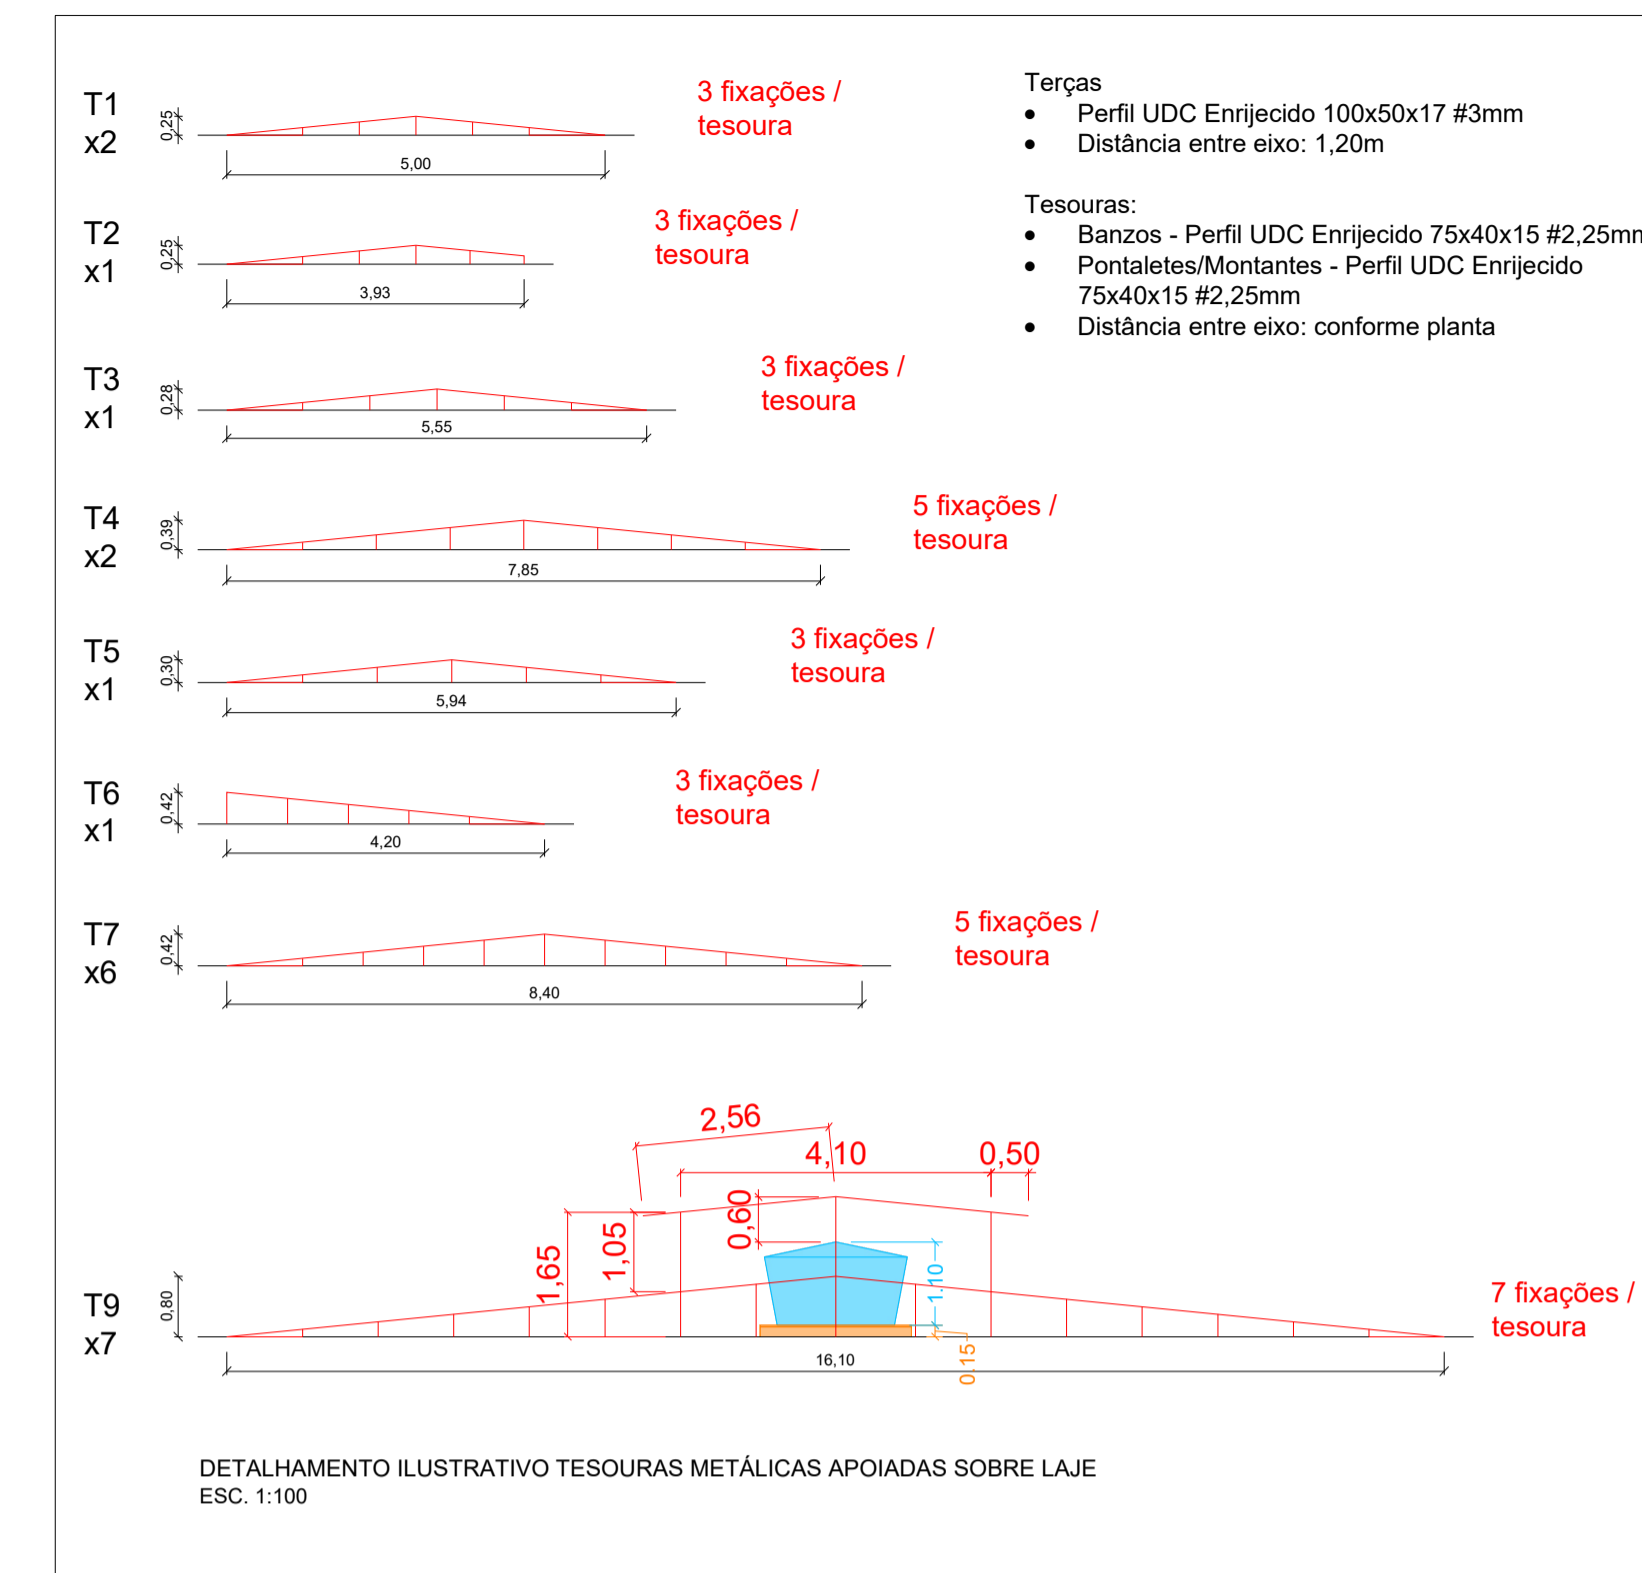 T1
x2
0,25
5,00
3 fixações /
tesoura
Terças
• Perfil UDC Enrijecido 100x50x17 #3mm
• Distância entre eixo: 1,20m
Tesouras:
• Banzos - Perfil UDC Enrijecido 75x40x15 #2,25mm
• Pontaletes/Montantes - Perfil UDC Enrijecido
75x40x15 #2,25mm
• Distância entre eixo: conforme planta
T2
x1
0,25
3,93
3 fixações /
tesoura
T3
x1
0,28
5,55
3 fixações /
tesoura
T4
x2
0,39
7,85
5 fixações /
tesoura
T5
x1
0,30
5,94
3 fixações /
tesoura
T6
x1
0,42
4,20
3 fixações /
tesoura
T7
x6
0,42
8,40
5 fixações /
tesoura
T9
x7
0,80
2,56
4,10
0,50
0,60
1,05
1,65
1.10
0.15
16,10
7 fixações /
tesoura
DETALHAMENTO ILUSTRATIVO TESOURAS METÁLICAS APOIADAS SOBRE LAJE
ESC. 1:100